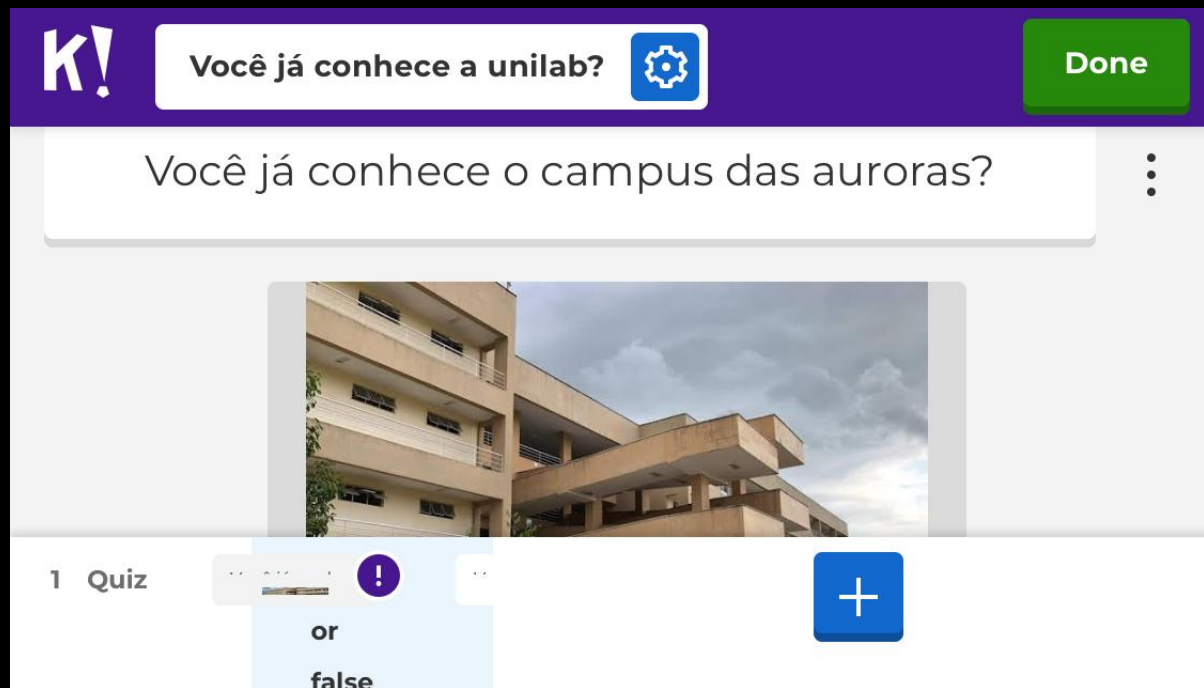 K!
Você já conhece a unilab?
Done
Você já conhece o campus das auroras?
1 Quiz
!
or
false